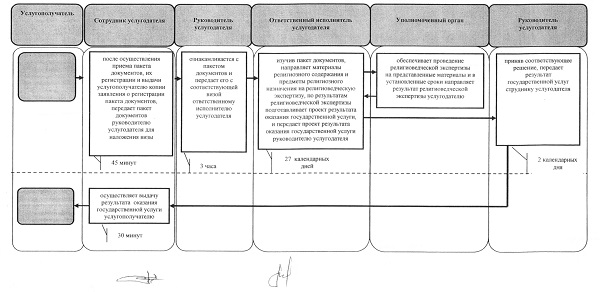 Услугополучатель
Сотрудник услугодателя
Руководитель
услугодателя
Ответственный исполнитель
услугодателя
Уполномоченный орган
Руководитель
услугодателя
после осуществления
приема пакета
документов, их
регистрации и выдачи
услугополучателю копии
заявления о регистрации
пакета документов,
передает пакет
документов
руководителю
услугодателя для
наложения визы
45 минут
ознакамливается с
пакетом
документов и
передает его с
соответствующей
визой
ответственному
исполнителю
услугодателя
3 часа
изучив пакет документов,
направляет материалы
религиозного содержания и
предметы религиозного
назначения на религиоведческую
экспертизу, по результатам
религиоведческой экспертизы
подготавливает проект результата
оказания государственной услуги,
и передает проект результата
оказания государственной услуги
руководителю услугодателя
27 календарных
дней
обеспечивает проведение
религиоведческой экспертизы
на представленные материалы и в
установленные сроки направляет
результат религиоведческой
экспертизы услугодателю
приняв соответствующее
решение, передает
результат
государственной услуг
струднику услугодателя
2 календарных
дня
осуществляет выдачу
результата оказания
государственной услуги
услугополучателю
30 минут